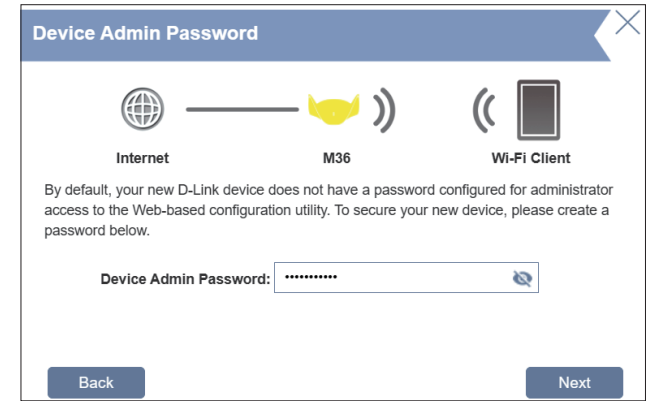 Device Admin Password
Internet
M36
Wi-Fi Client
By default, your new D-Link device does not have a password configured for administrator
access to the Web-based configuration utility. To secure your new device, please create a
password below.
Device Admin Password: •••••••••••
Back
Next